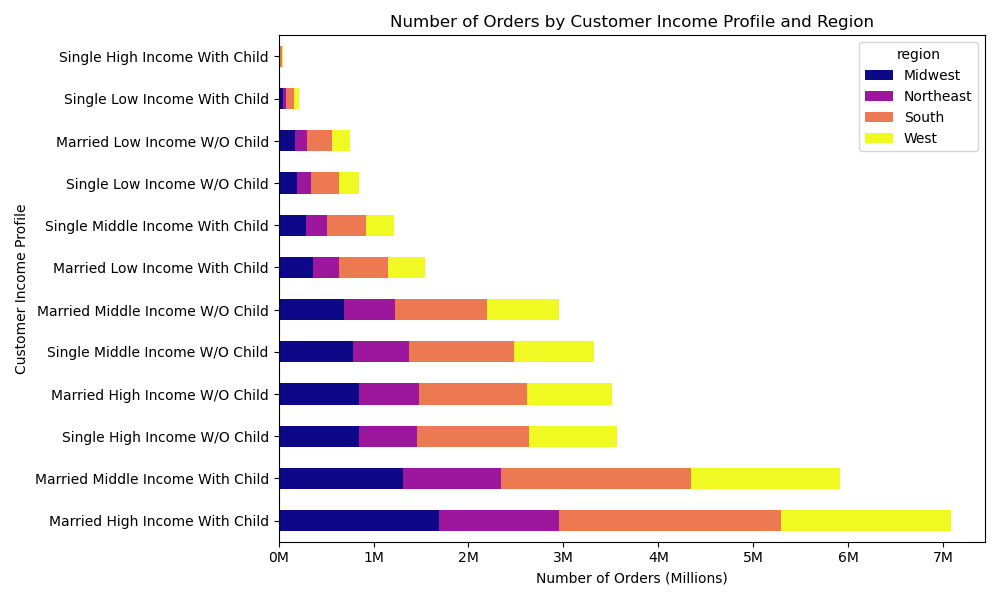 Number of Orders by Customer Income Profile and Region
region
Midwest
Northeast
South
West
Customer Income Profile
Single High Income With Child
Single Low Income With Child
Married Low Income W/O Child
Single Low Income W/O Child
Single Middle Income With Child
Married Low Income With Child
Married Middle Income W/O Child
Single Middle Income W/O Child
Married High Income W/O Child
Single High Income W/O Child
Married Middle Income With Child
Married High Income With Child
0M 1M 2M 3M 4M 5M 6M 7M
Number of Orders (Millions)